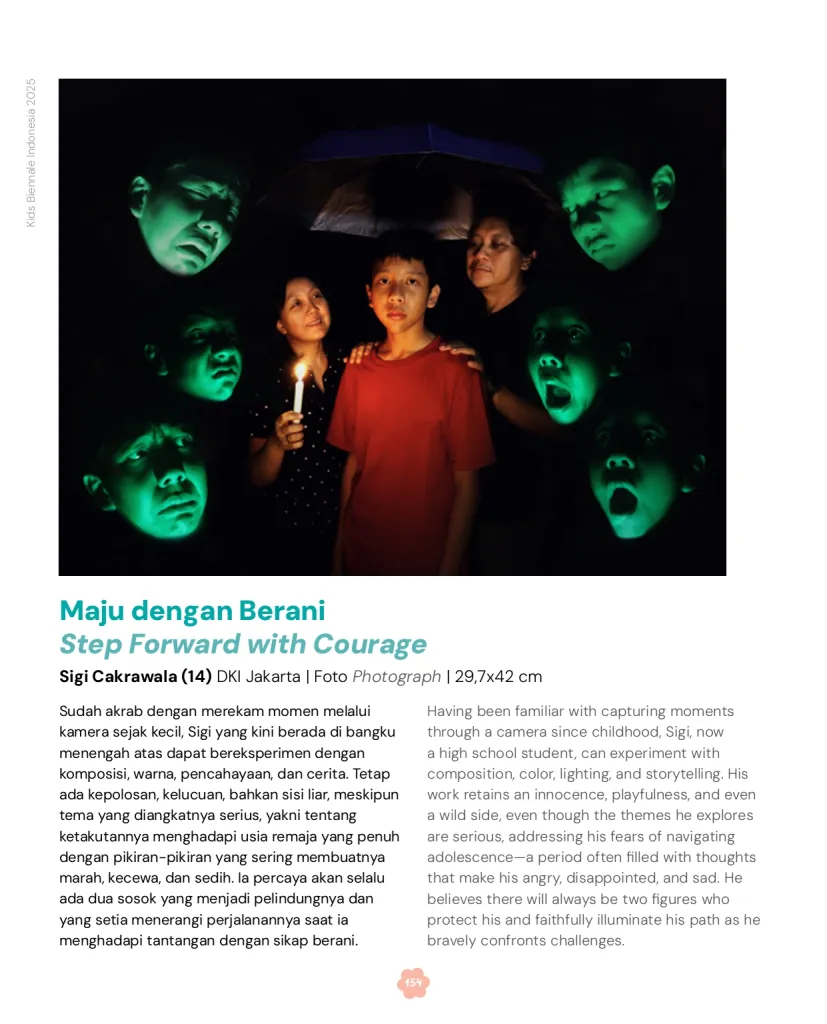 Kids Biennale Indonesia 2025
Maju dengan Berani
Step Forward with Courage
Sigi Cakrawala (14) DKI Jakarta | Foto Photograph | 29,7x42 cm
Sudah akrab dengan merekam momen melalui
kamera sejak kecil, Sigi yang kini berada di bangku
menengah atas dapat bereksperimen dengan
komposisi, warna, pencahayaan, dan cerita. Tetap
ada kepolosan, kelucuan, bahkan sisi liar, meskipun
tema yang diangkatnya serius, yakni tentang
ketakutannya menghadapi usia remaja yang penuh
dengan pikiran-pikiran yang sering membuatnya
marah, kecewa, dan sedih. Ia percaya akan selalu
ada dua sosok yang menjadi pelindungnya dan
yang setia menerangi perjalanannya saat ia
menghadapi tantangan dengan sikap berani.
Having been familiar with capturing moments
through a camera since childhood, Sigi, now
a high school student, can experiment with
composition, color, lighting, and storytelling. His
work retains an innocence, playfulness, and even
a wild side, even though the themes he explores
are serious, addressing his fears of navigating
adolescence—a period often filled with thoughts
that make his angry, disappointed, and sad. He
believes there will always be two figures who
protect his and faithfully illuminate his path as he
bravely confronts challenges.
154